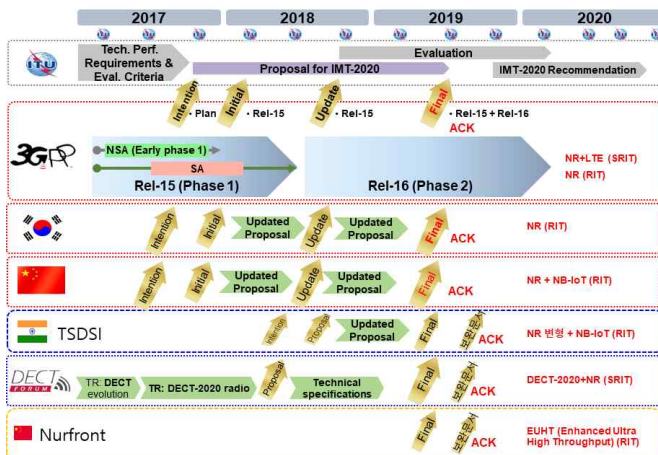 2017
2018
2019
2020
ITU
Tech. Perf.
Requirements &
Eval. Criteria
Evaluation
Proposal for IMT-2020
IMT-2020 Recommendation
Intention
Initial
Update
Final
• Plan
• Rel-15
• Rel-15
• Rel-15 + Rel-16
ACK
3GPP
NSA (Early phase 1)
SA
Rel-15 (Phase 1)
Rel-16 (Phase 2)
NR+LTE (SRIT)
NR (RIT)
Intention
Initial
Updated
Proposal
Update
Updated
Proposal
Final
ACK
NR (RIT)
Intention
Initial
Updated
Proposal
Update
Updated
Proposal
Final
ACK
NR + NB-IoT (RIT)
TSDSI
Intention
Proposal
Updated
Proposal
Final
보완문서
ACK
NR 변형 + NB-IoT (RIT)
DECT
FORUM
TR: DECT
evolution
TR: DECT-2020 radio
Proposal
Technical
specifications
Final
보완문서
ACK
DECT-2020+NR (SRIT)
Nurfront
Final
보완문서
ACK
EUHT (Enhanced Ultra
High Throughput) (RIT)